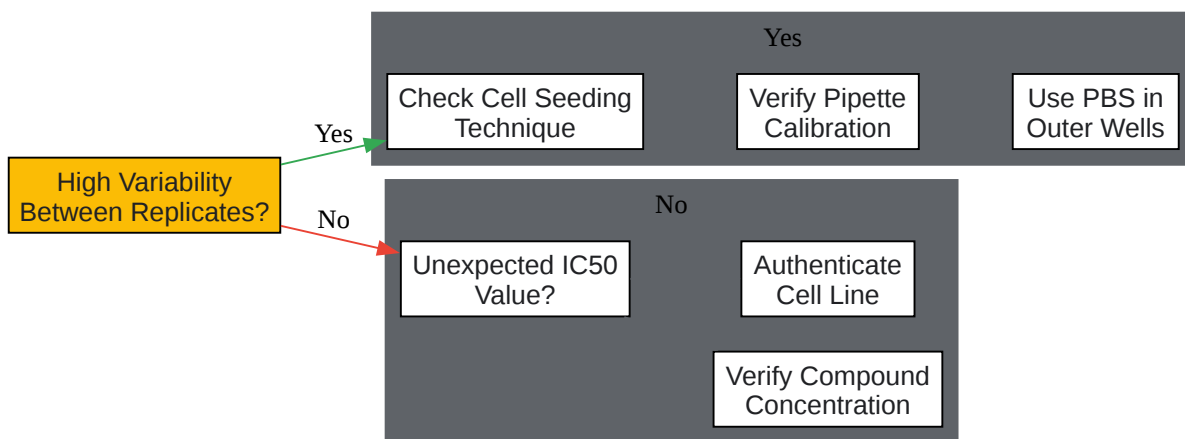 Yes
Check Cell Seeding
Technique
Verify Pipette
Calibration
Use PBS in
Outer Wells
Yes
High Variability
Between Replicates?
No
No
Unexpected IC50
Value?
Authenticate
Cell Line
Verify Compound
Concentration